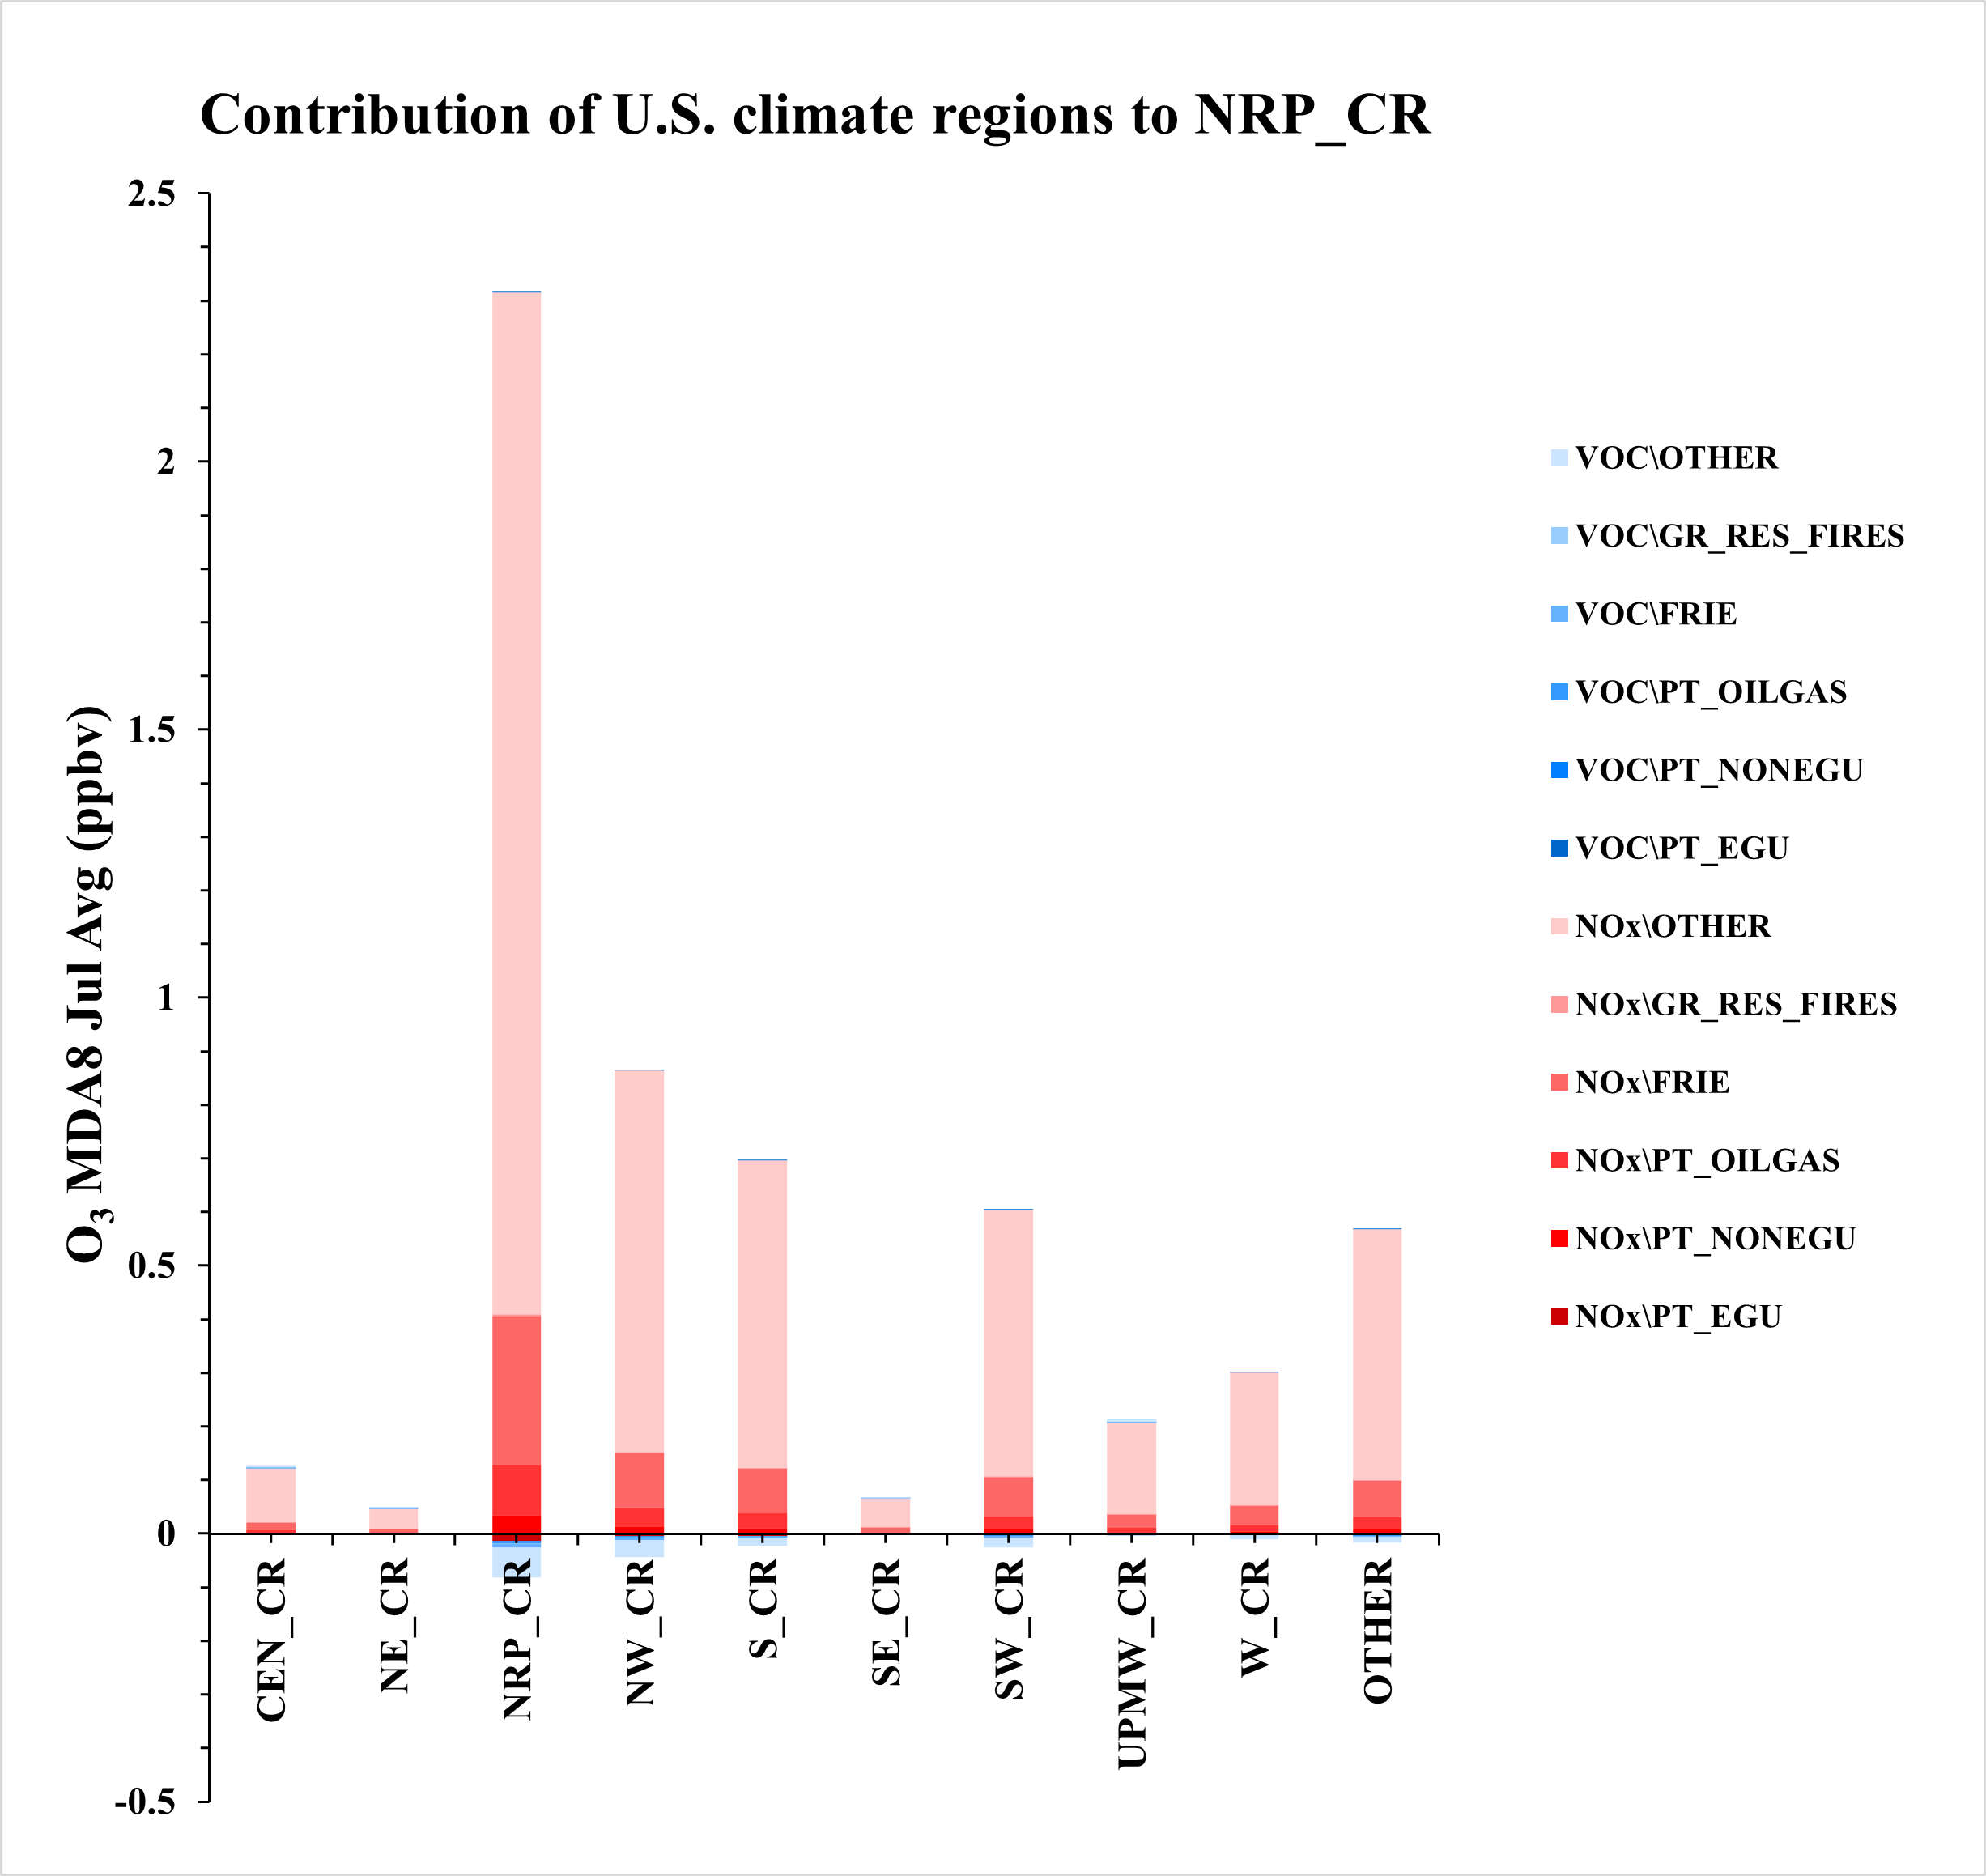 Contribution of U.S. climate regions to NRP_CR
O3 MDA8 Jul Avg (ppbv)
2.5
2
1.5
1
0.5
0
-0.5
CEN_CR
NE_CR
NRP_CR
NW_CR
S_CR
SE_CR
SW_CR
UPMW_CR
W_CR
OTHER
VOC\OTHER
VOC\GR_RES_FIRES
VOC\FRIE
VOC\PT_OILGAS
VOC\PT_NONEGU
VOC\PT_EGU
NOx\OTHER
NOx\GR_RES_FIRES
NOx\FRIE
NOx\PT_OILGAS
NOx\PT_NONEGU
NOx\PT_EGU